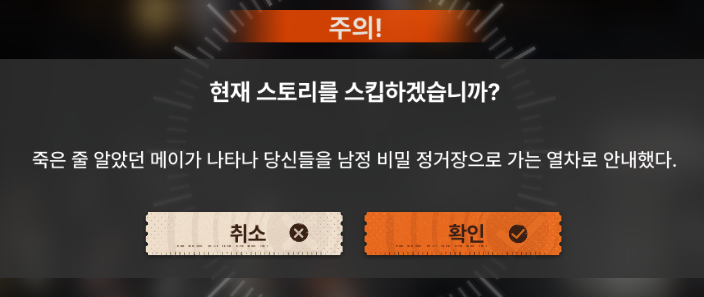 주의!
현재 스토리를 스킵하겠습니까?
죽은 줄 알았던 메이가 나타나 당신들을 남정 비밀 정거장으로 가는 열차로 안내했다.
취소
확인